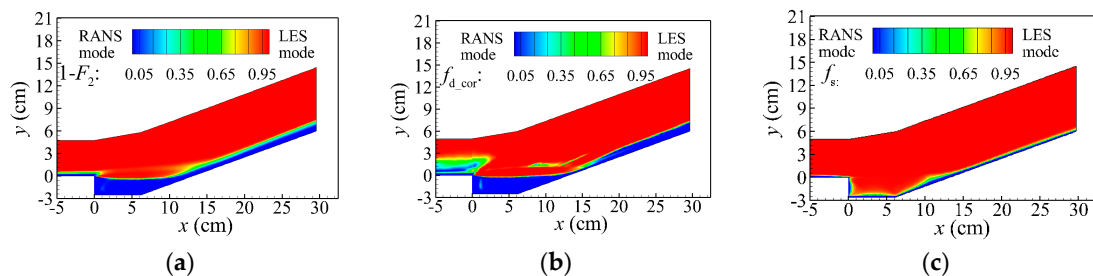 21
18
15
12
9
6
3
0
-3
y (cm)
RANS mode
LES mode
1-F2:
0.05 0.35 0.65 0.95
-5 0 5 10 15 20 25 30
x (cm)
(a)
21
18
15
12
9
6
3
0
-3
y (cm)
RANS mode
LES mode
fd_cor:
0.05 0.35 0.65 0.95
-5 0 5 10 15 20 25 30
x (cm)
(b)
21
18
15
12
9
6
3
0
-3
y (cm)
RANS mode
LES mode
fs:
0.05 0.35 0.65 0.95
-5 0 5 10 15 20 25 30
x (cm)
(c)